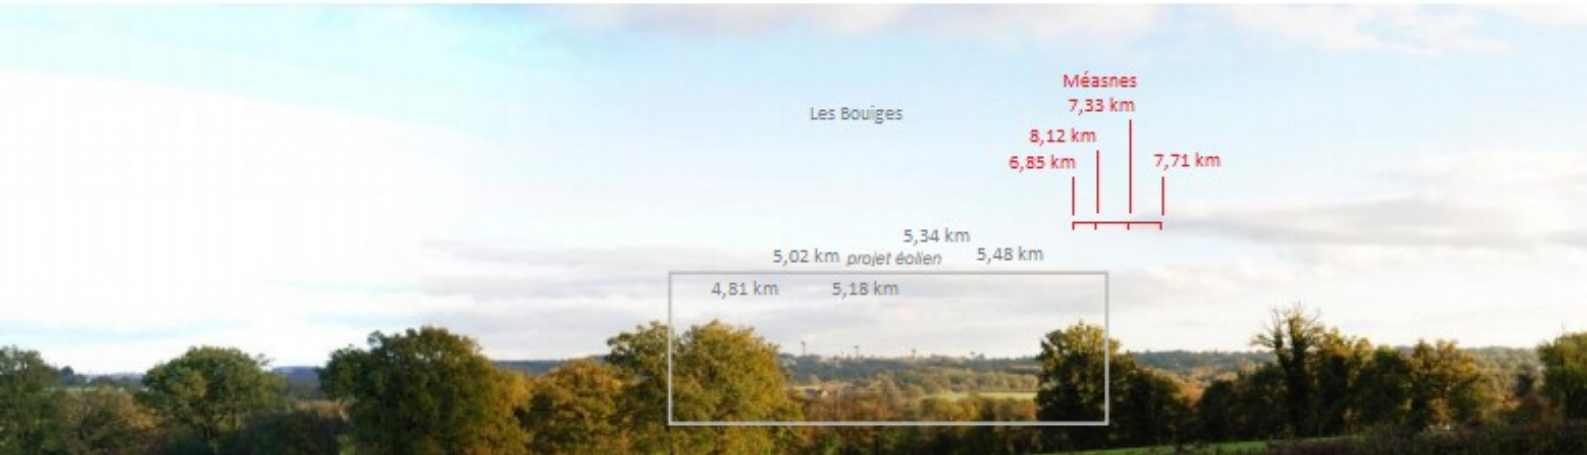 Méasnes
7,33 km
Les Bouiges
8,12 km
6,85 km
7,71 km
5,34 km
5,02 km projet éolien 5,48 km
4,81 km 5,18 km